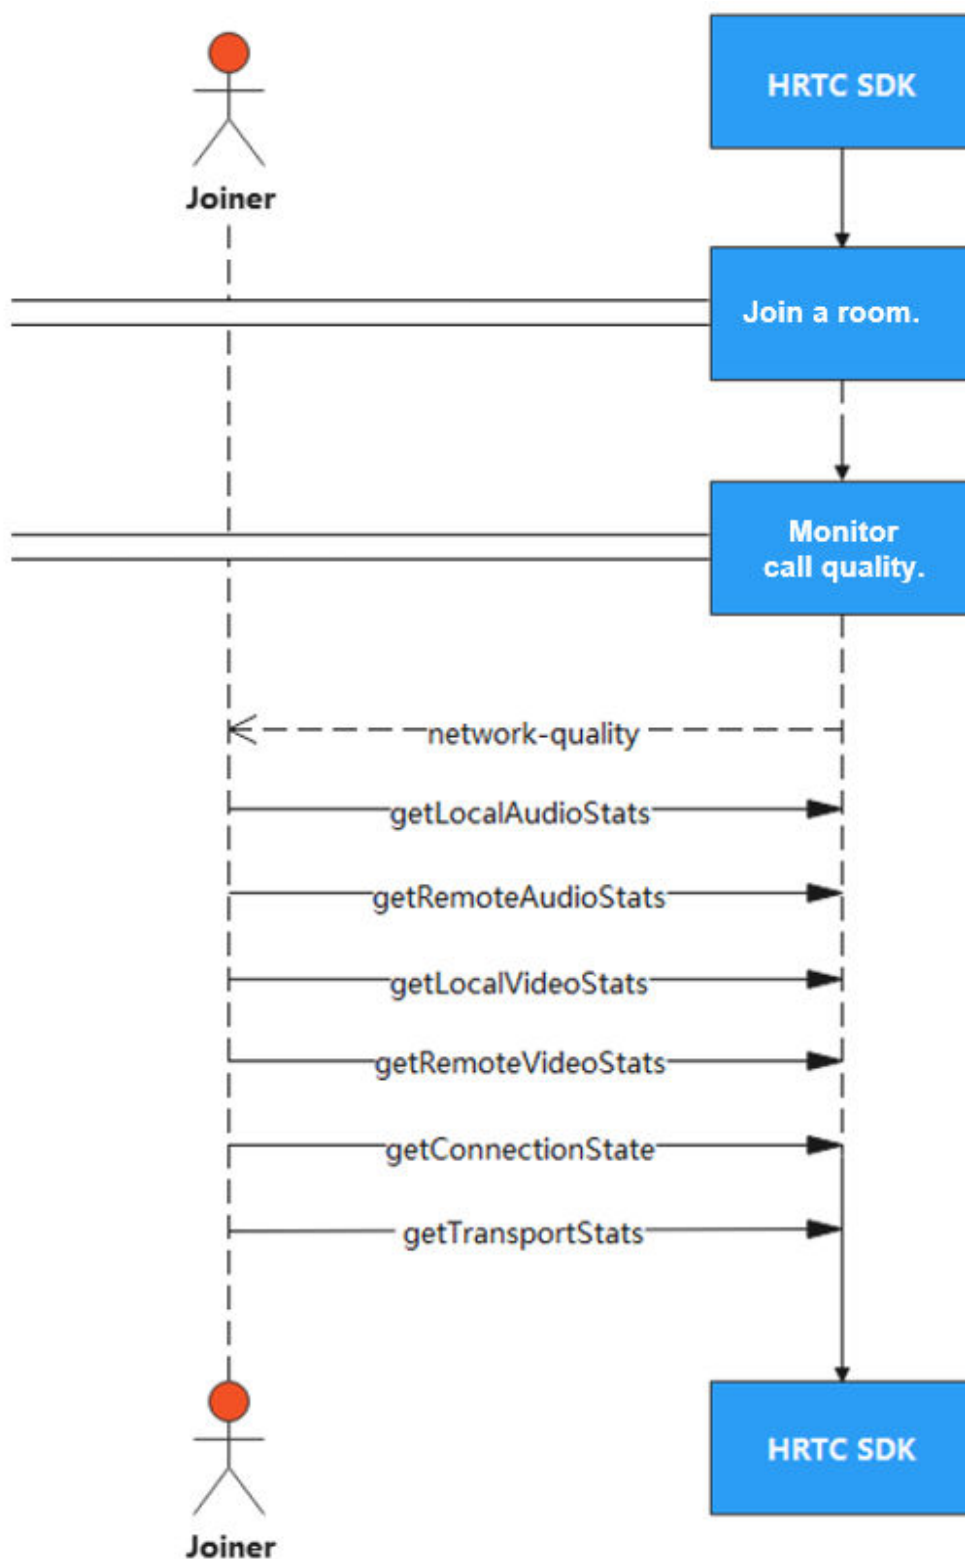 HRTC SDK
Joiner
Join a room.
Monitor
call quality.
network-quality
getLocalAudioStats
getRemoteAudioStats
getLocalVideoStats
getRemoteVideoStats
getConnectionState
getTransportStats
HRTC SDK
Joiner